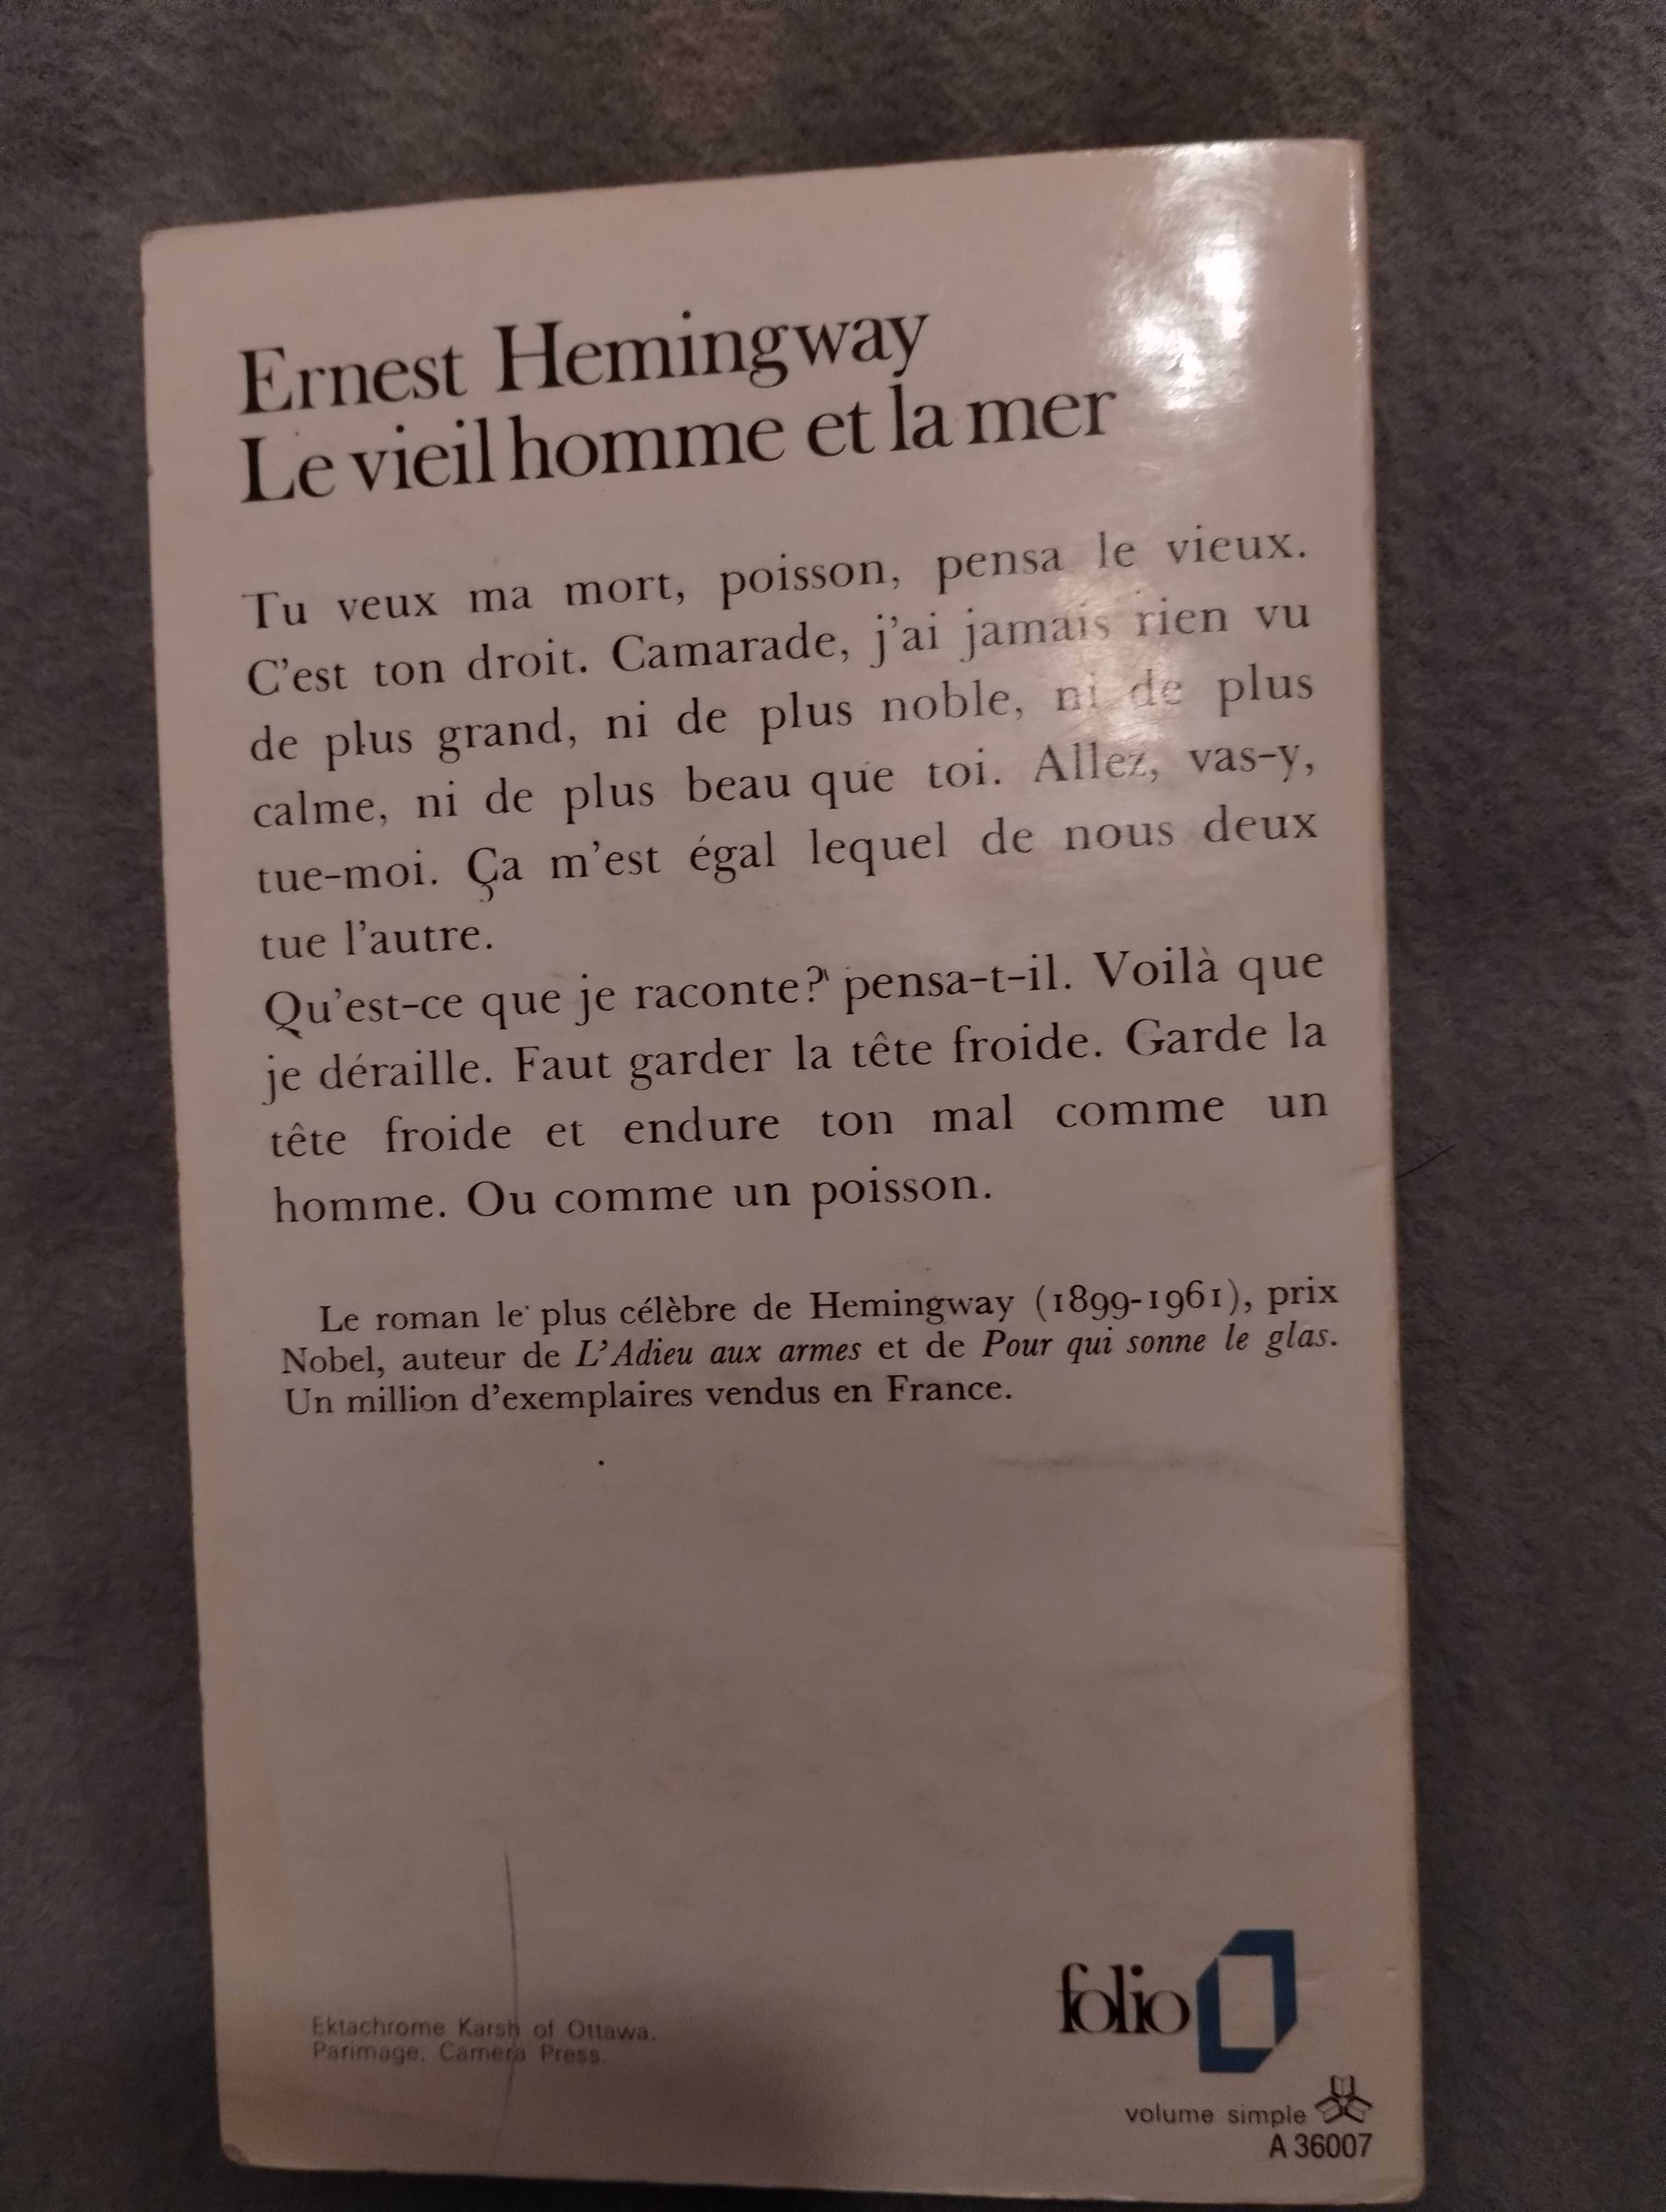 Ernest Hemingway
Le vieil homme et la mer
Tu veux ma mort, poisson, pensa le vieux.
C'est ton droit. Camarade, j'ai jamais rien vu
de plus grand, ni de plus noble, ni de plus
calme, ni de plus beau que toi. Allez, vas-y,
tue-moi. Ça m'est égal lequel de nous deux
tue l'autre.
Qu'est-ce que je raconte? pensa-t-il. Voilà que
je déraille. Faut garder la tête froide. Garde la
tête froide et endure ton mal comme un
homme. Ou comme un poisson.
Le roman le plus célèbre de Hemingway (1899-1961), prix
Nobel, auteur de L'Adieu aux armes et de Pour qui sonne le glas.
Un million d'exemplaires vendus en France.
Ektachrome Karsh of Ottawa.
Parimage, Camera Press.
folio
volume simple
A 36007